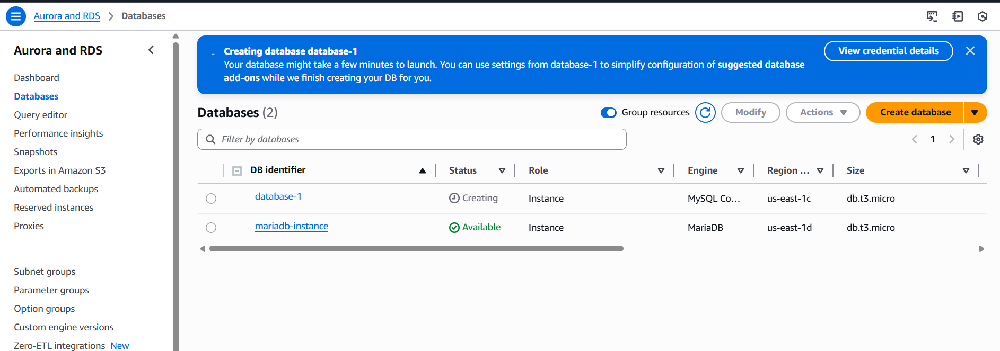 Aurora and RDS > Databases
Aurora and RDS
Dashboard
Databases
Query editor
Performance insights
Snapshots
Exports in Amazon S3
Automated backups
Reserved instances
Proxies
Subnet groups
Parameter groups
Option groups
Custom engine versions
Zero-ETL integrations New
Creating database database-1
Your database might take a few minutes to launch. You can use settings from database-1 to simplify configuration of suggested database
add-ons while we finish creating your DB for you.
View credential details
Databases (2)
Group resources
Modify
Actions
Create database
Filter by databases
1
DB identifier Status Role Engine Region ... Size
database-1 Creating Instance MySQL Co... us-east-1c db.t3.micro
mariadb-instance Available Instance MariaDB us-east-1d db.t3.micro